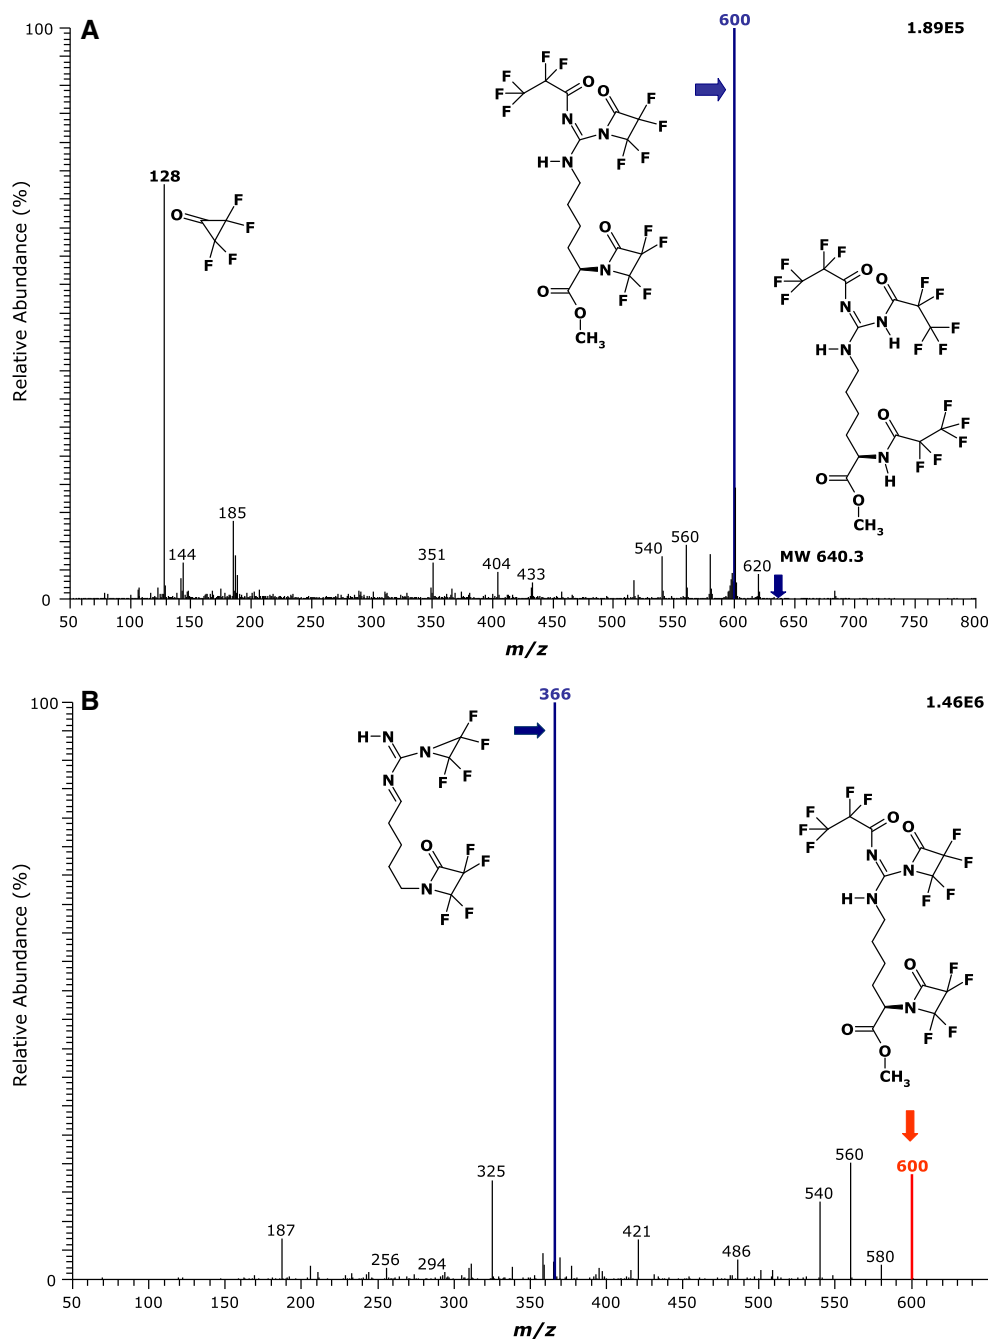 A
600
1.89E5
100
128
185
144
351
404
433
540
560
620
MW 640.3
0
50 100 150 200 250 300 350 400 450 500 550 600 650 700 750 800
m/z
Relative Abundance (%)
O F F F F
F F F F F O O F F N N F F H N O F F N F F O O CH3
F F F F F O O F F N N H F F F H N O F F F N F F H O O CH3
B
366
1.46E6
100
187
256
294
325
421
486
540
560
580
600
0
50 100 150 200 250 300 350 400 450 500 550 600
m/z
Relative Abundance (%)
H N N F F F F N O F F N F F
F F F F F O O F F N N F F H N O F F N F F O O CH3